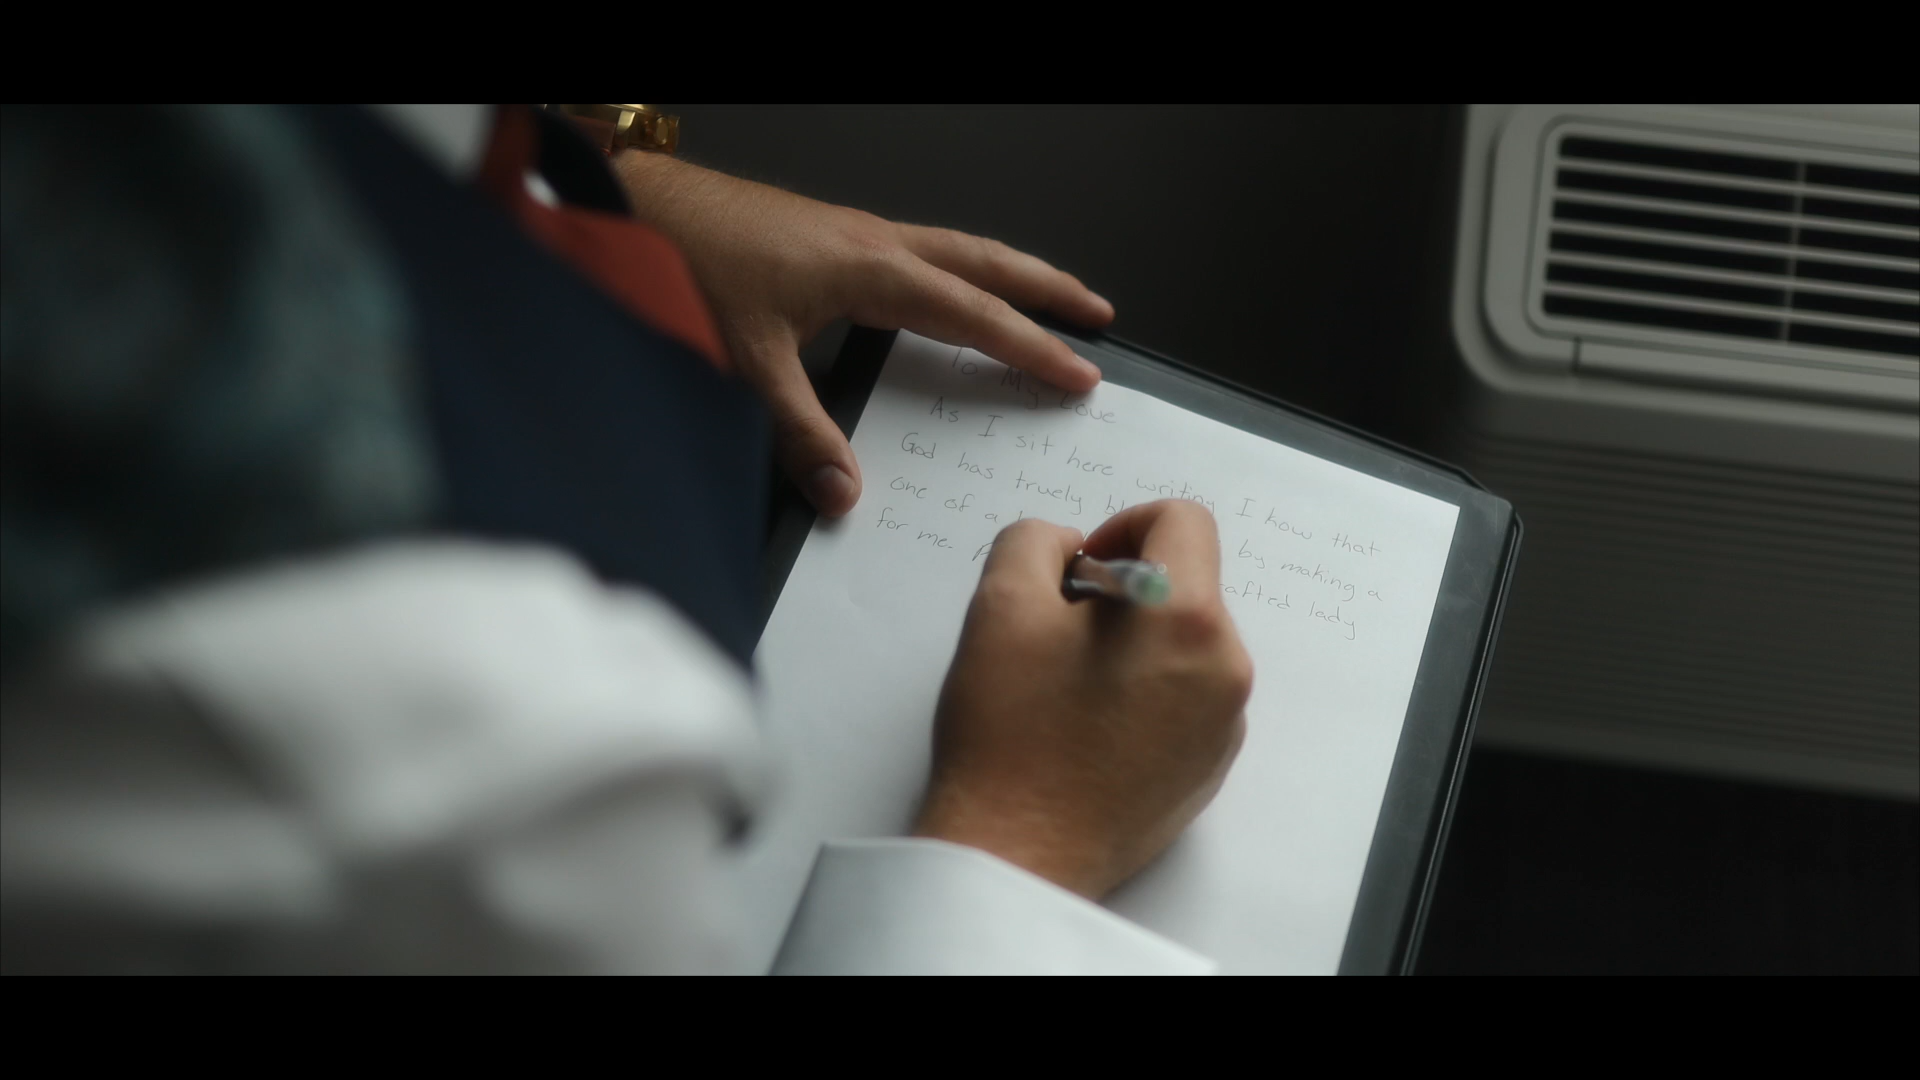 To My Love
As I sit here writing I know that
God has truely by making a
one of a crafted lady
for me.